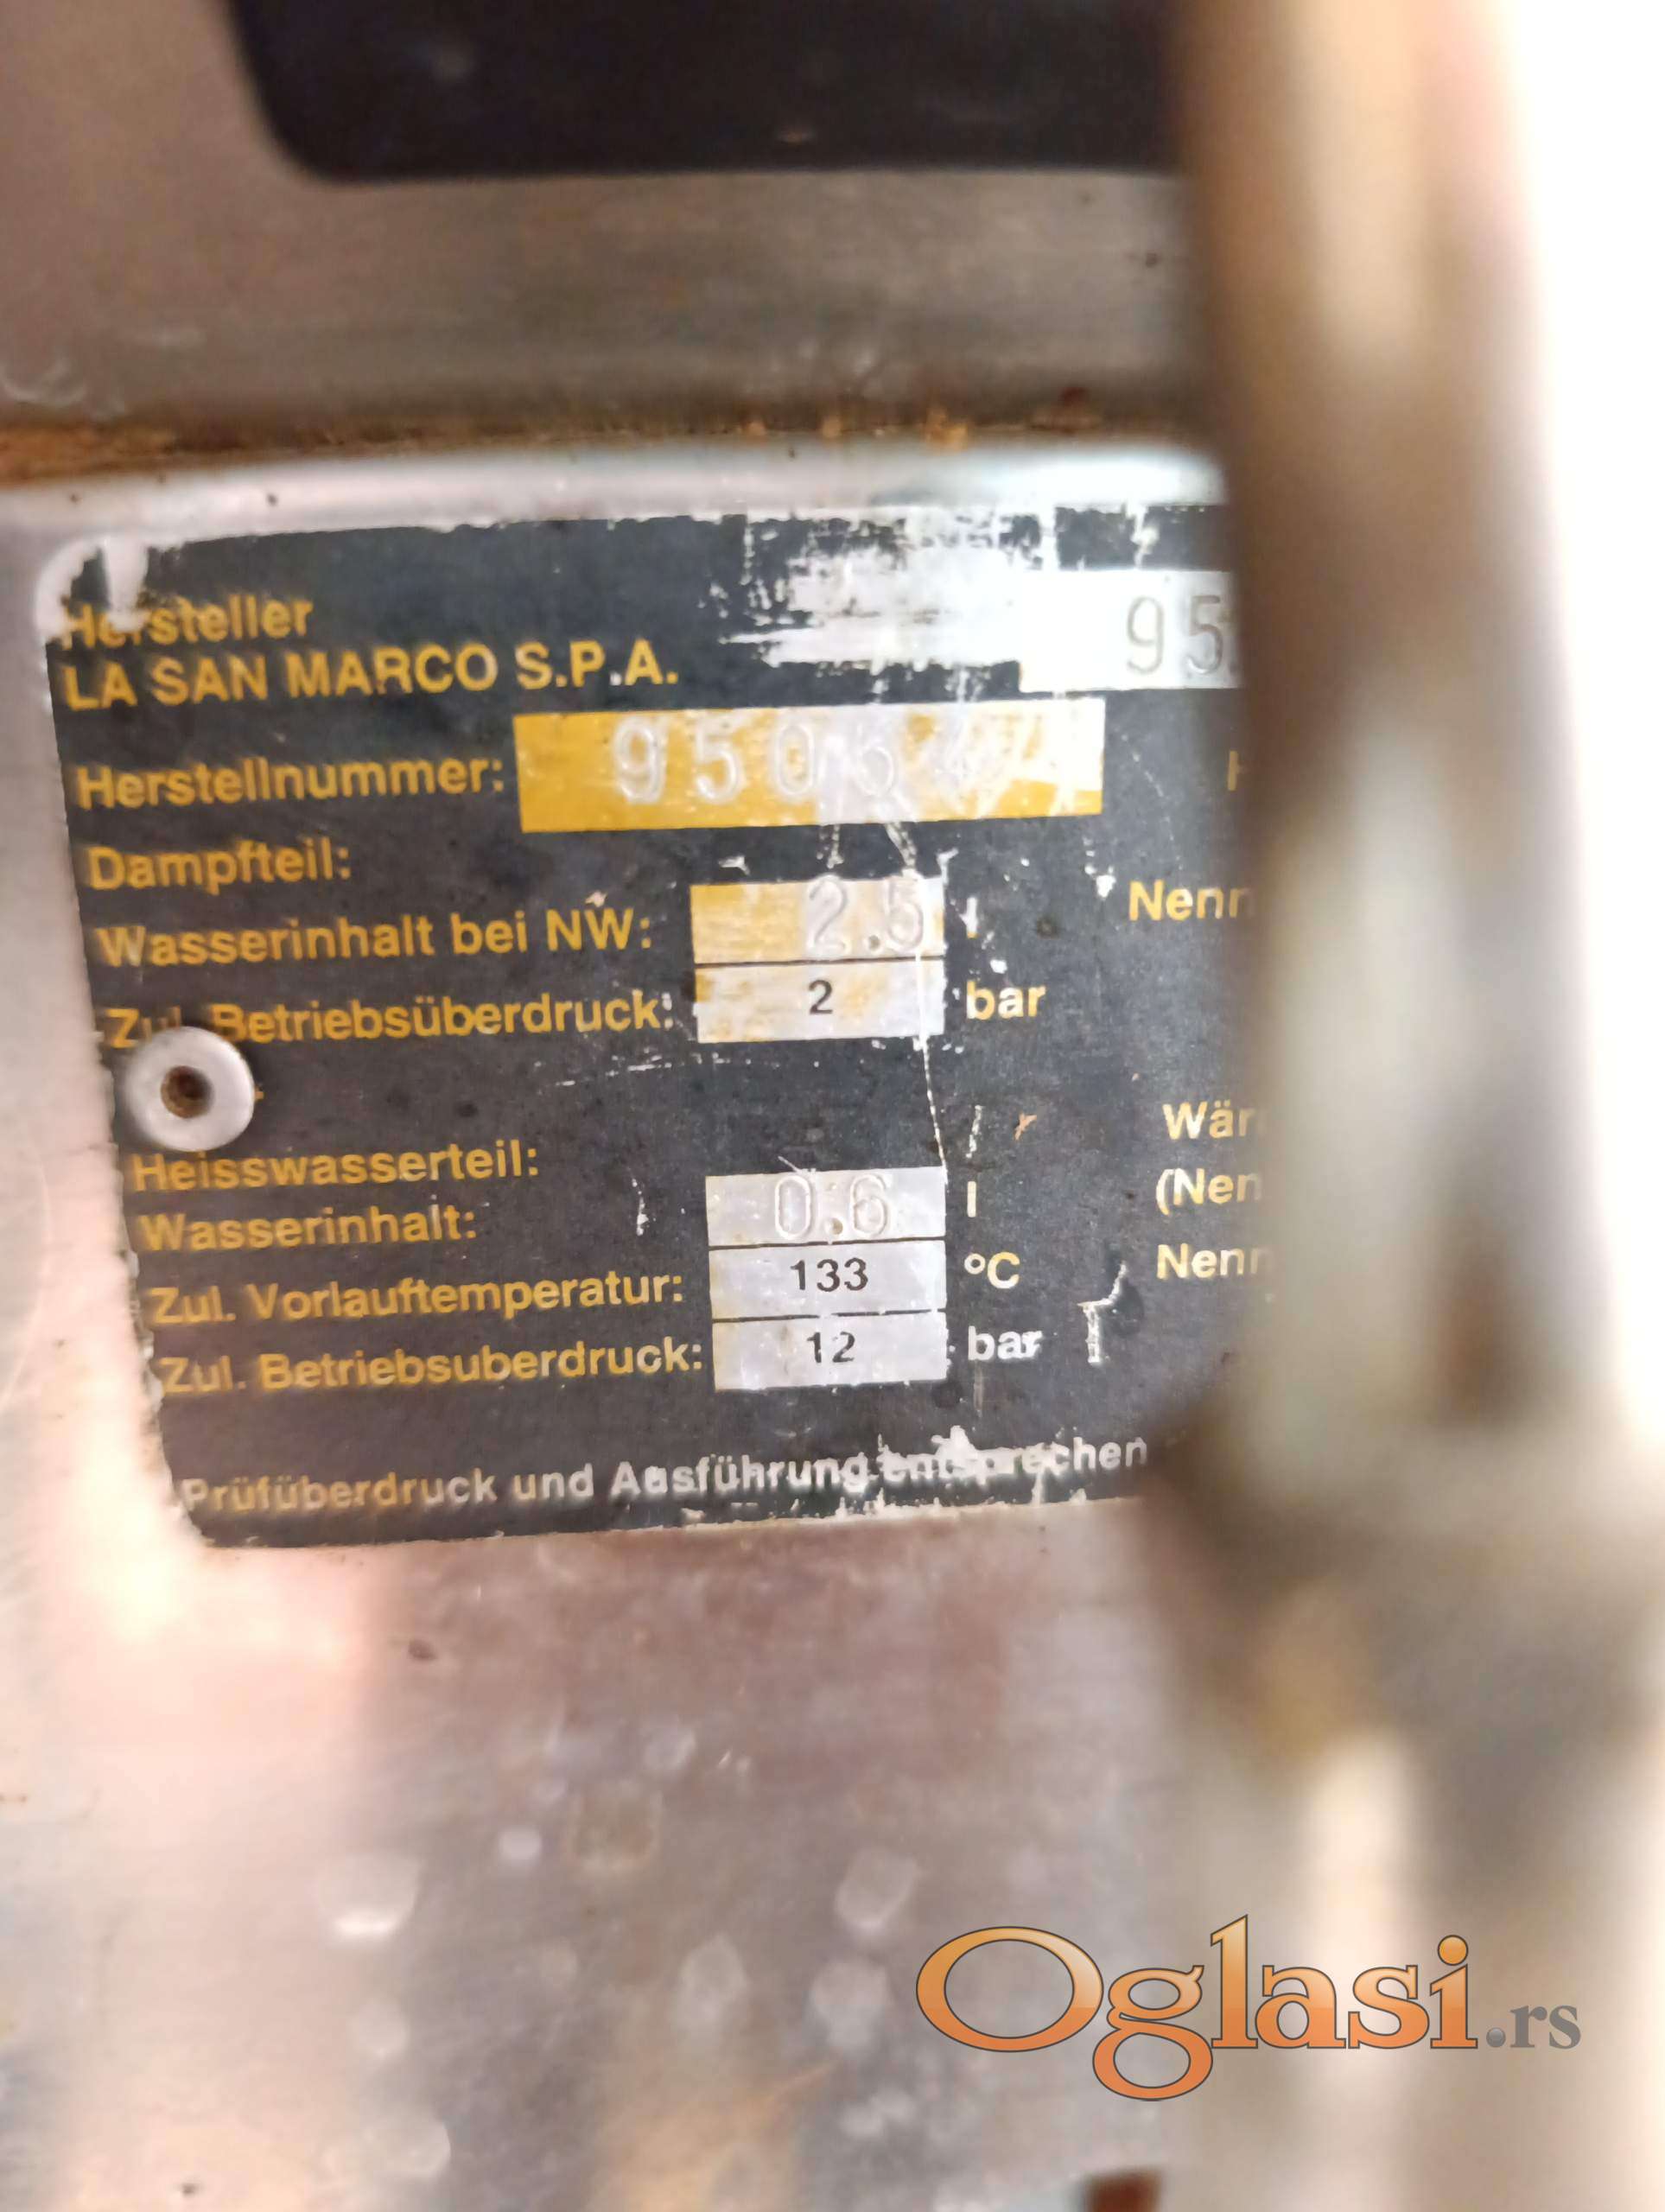 Hersteller
LA SAN MARCO S.P.A.
95
Herstellnummer:
Dampfteil:
Wasserinhalt bei NW: 2.5 l
Nenn
Zul. Betriebsüberdruck: 2 bar
Wär
Heisswasserteil:
(Nen
Wasserinhalt: 0.6 l
Nenn
Zul. Vorlauftemperatur: 133 °C
Zul. Betriebsuberdruck: 12 bar
Prüfüberdruck und Ausführung entsprechen
Oglasi.rs